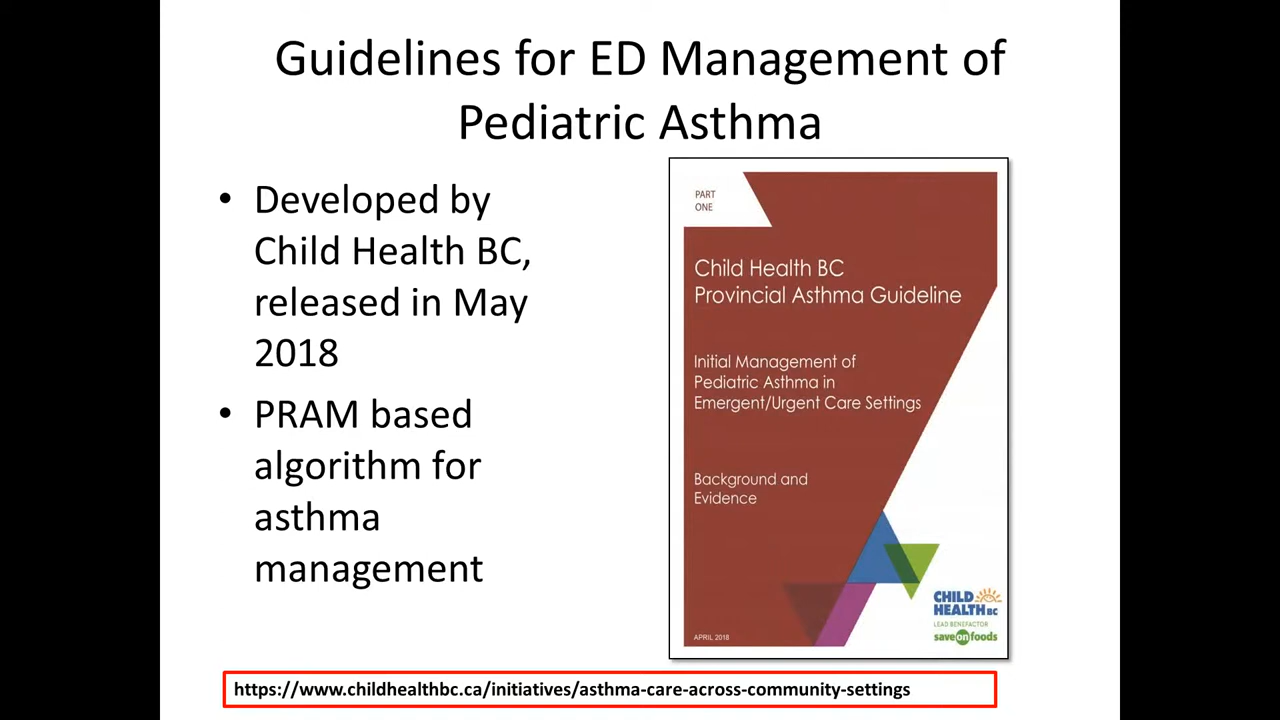 Guidelines for ED Management of
Pediatric Asthma
• Developed by
Child Health BC,
released in May
2018
• PRAM based
algorithm for
asthma
management
PART
ONE
Child Health BC
Provincial Asthma Guideline
Initial Management of
Pediatric Asthma in
Emergent/Urgent Care Settings
Background and
Evidence
APRIL 2018
CHILD
HEALTH BC
LEAD BENEFACTOR
save on foods
https://www.childhealthbc.ca/initiatives/asthma-care-across-community-settings